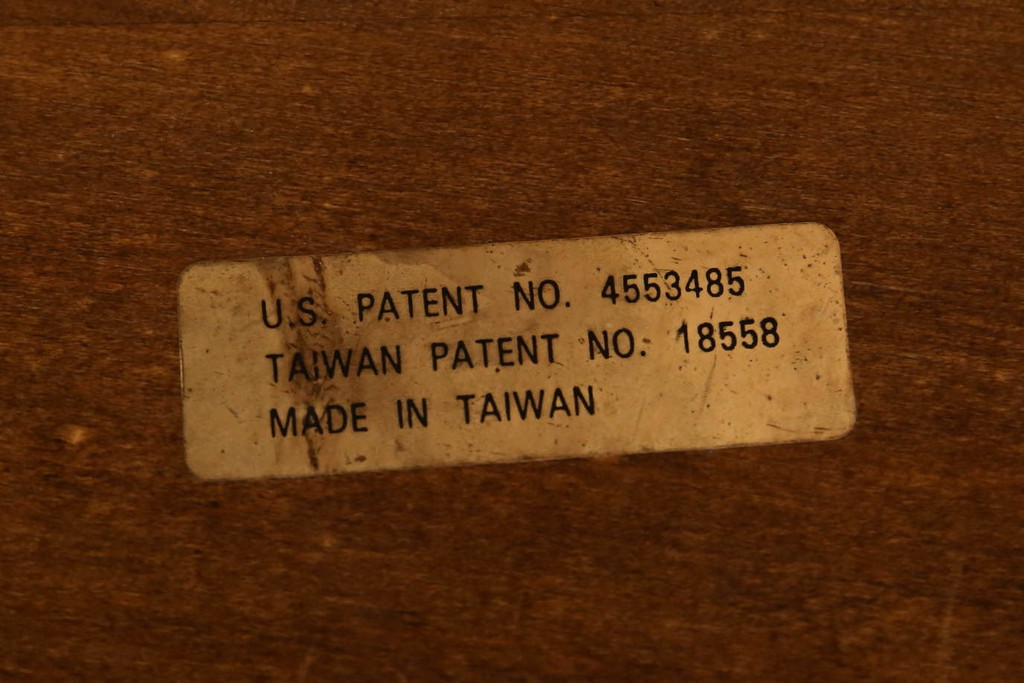 U.S. PATENT NO. 4553485
TAIWAN PATENT NO. 18558
MADE IN TAIWAN